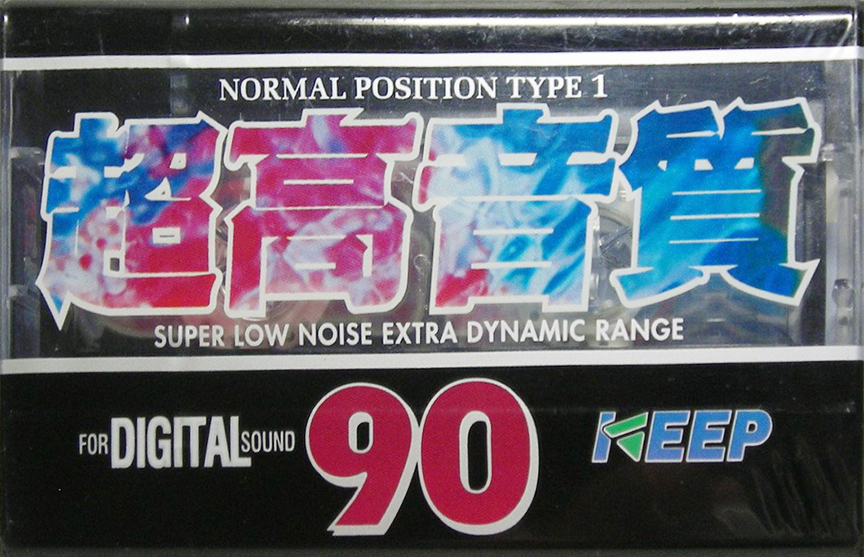 NORMAL POSITION TYPE 1
超高音質
SUPER LOW NOISE EXTRA DYNAMIC RANGE
FOR DIGITAL SOUND 90 KEEP